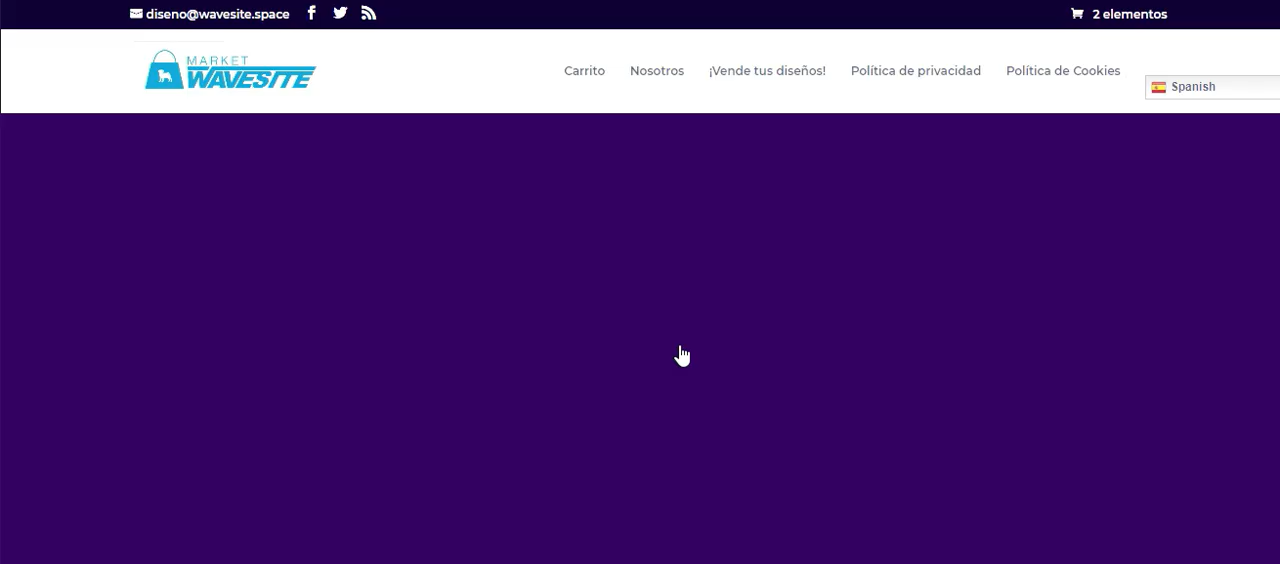 diseno@wavesite.space
2 elementos
MARKET
WAVESITE
Carrito
Nosotros
¡Vende tus diseños!
Política de privacidad
Política de Cookies
Spanish